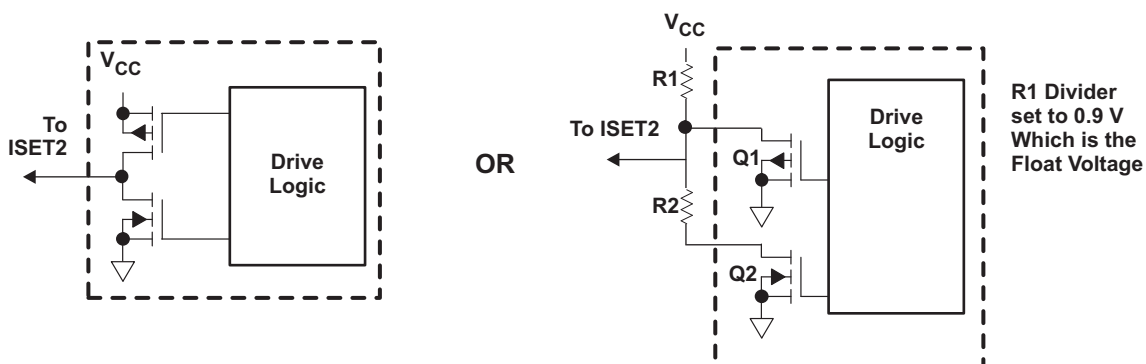 VCC
To
ISET2
Drive
Logic
OR
VCC
R1
To ISET2
Q1
R2
Q2
Drive
Logic
R1 Divider
set to 0.9 V
Which is the
Float Voltage